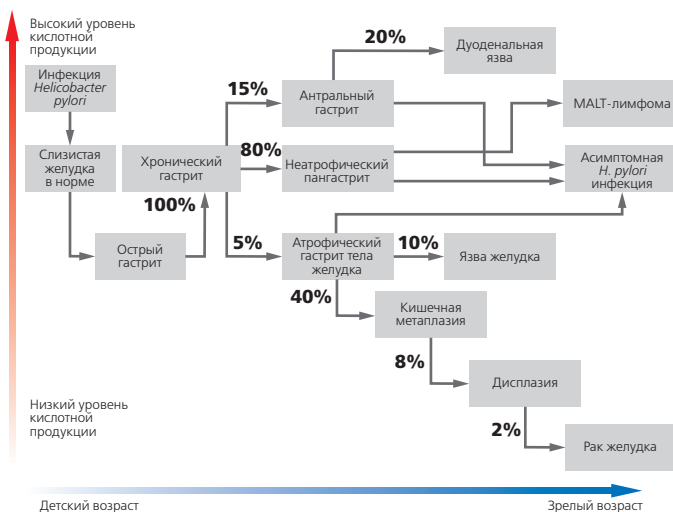 Высокий уровень
кислотной
продукции
Инфекция
Helicobacter
pylori
Слизистая
желудка
в норме
Острый
гастрит
100%
Хронический
гастрит
15%
80%
5%
Антральный
гастрит
20%
Дуоденальная
язва
Неатрофический
пангастрит
MALT-лимфома
Асимптомная
H. pylori
инфекция
Атрофический
гастрит тела
желудка
10%
Язва желудка
40%
Кишечная
метаплазия
8%
Дисплазия
2%
Рак желудка
Низкий уровень
кислотной
продукции
Детский возраст
Зрелый возраст